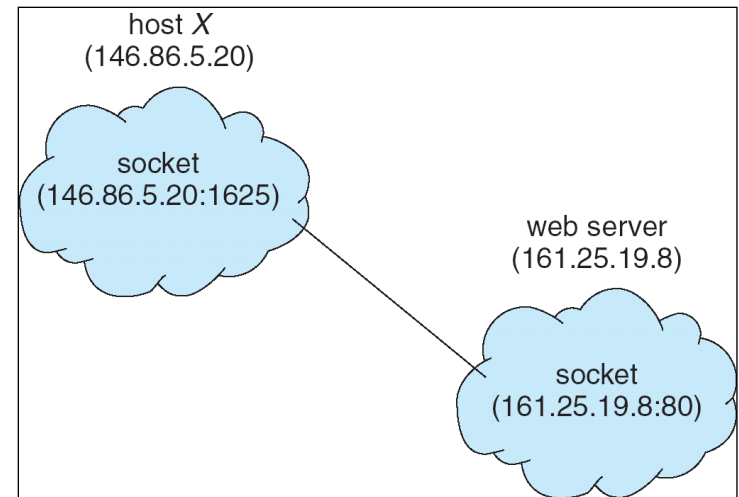 host X
(146.86.5.20)
socket
(146.86.5.20:1625)
web server
(161.25.19.8)
socket
(161.25.19.8:80)